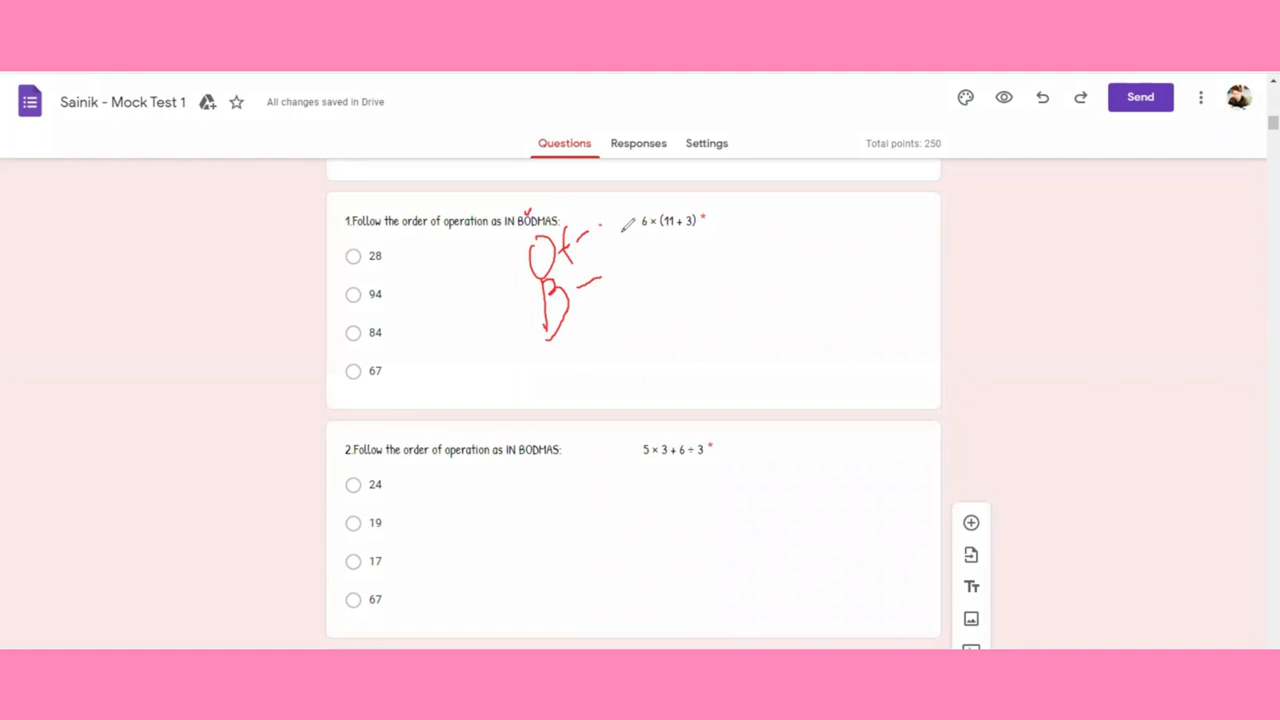 Sainik - Mock Test 1
All changes saved in Drive
Send
Questions
Responses
Settings
Total points: 250
1.Follow the order of operation as IN BODMAS: 6 × (11 + 3) *
28
94
84
67
Of -
B -
2.Follow the order of operation as IN BODMAS: 5 × 3 + 6 ÷ 3 *
24
19
17
67
Tт